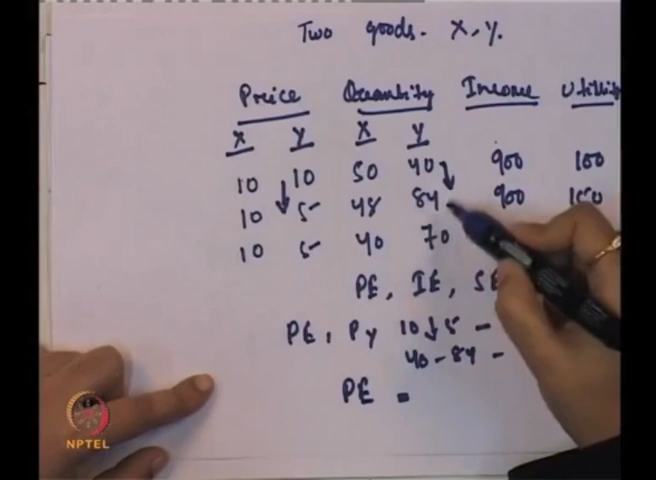 Two goods - X, Y.
Price Quantity Income Utility
X Y X Y
10 10 50 40 900 100
10 5 48 84 900 150
10 5 40 70
PE, IE, SE
PE, Py 10 ↓ 5 -
40 - 84 -
PE =
NPTEL